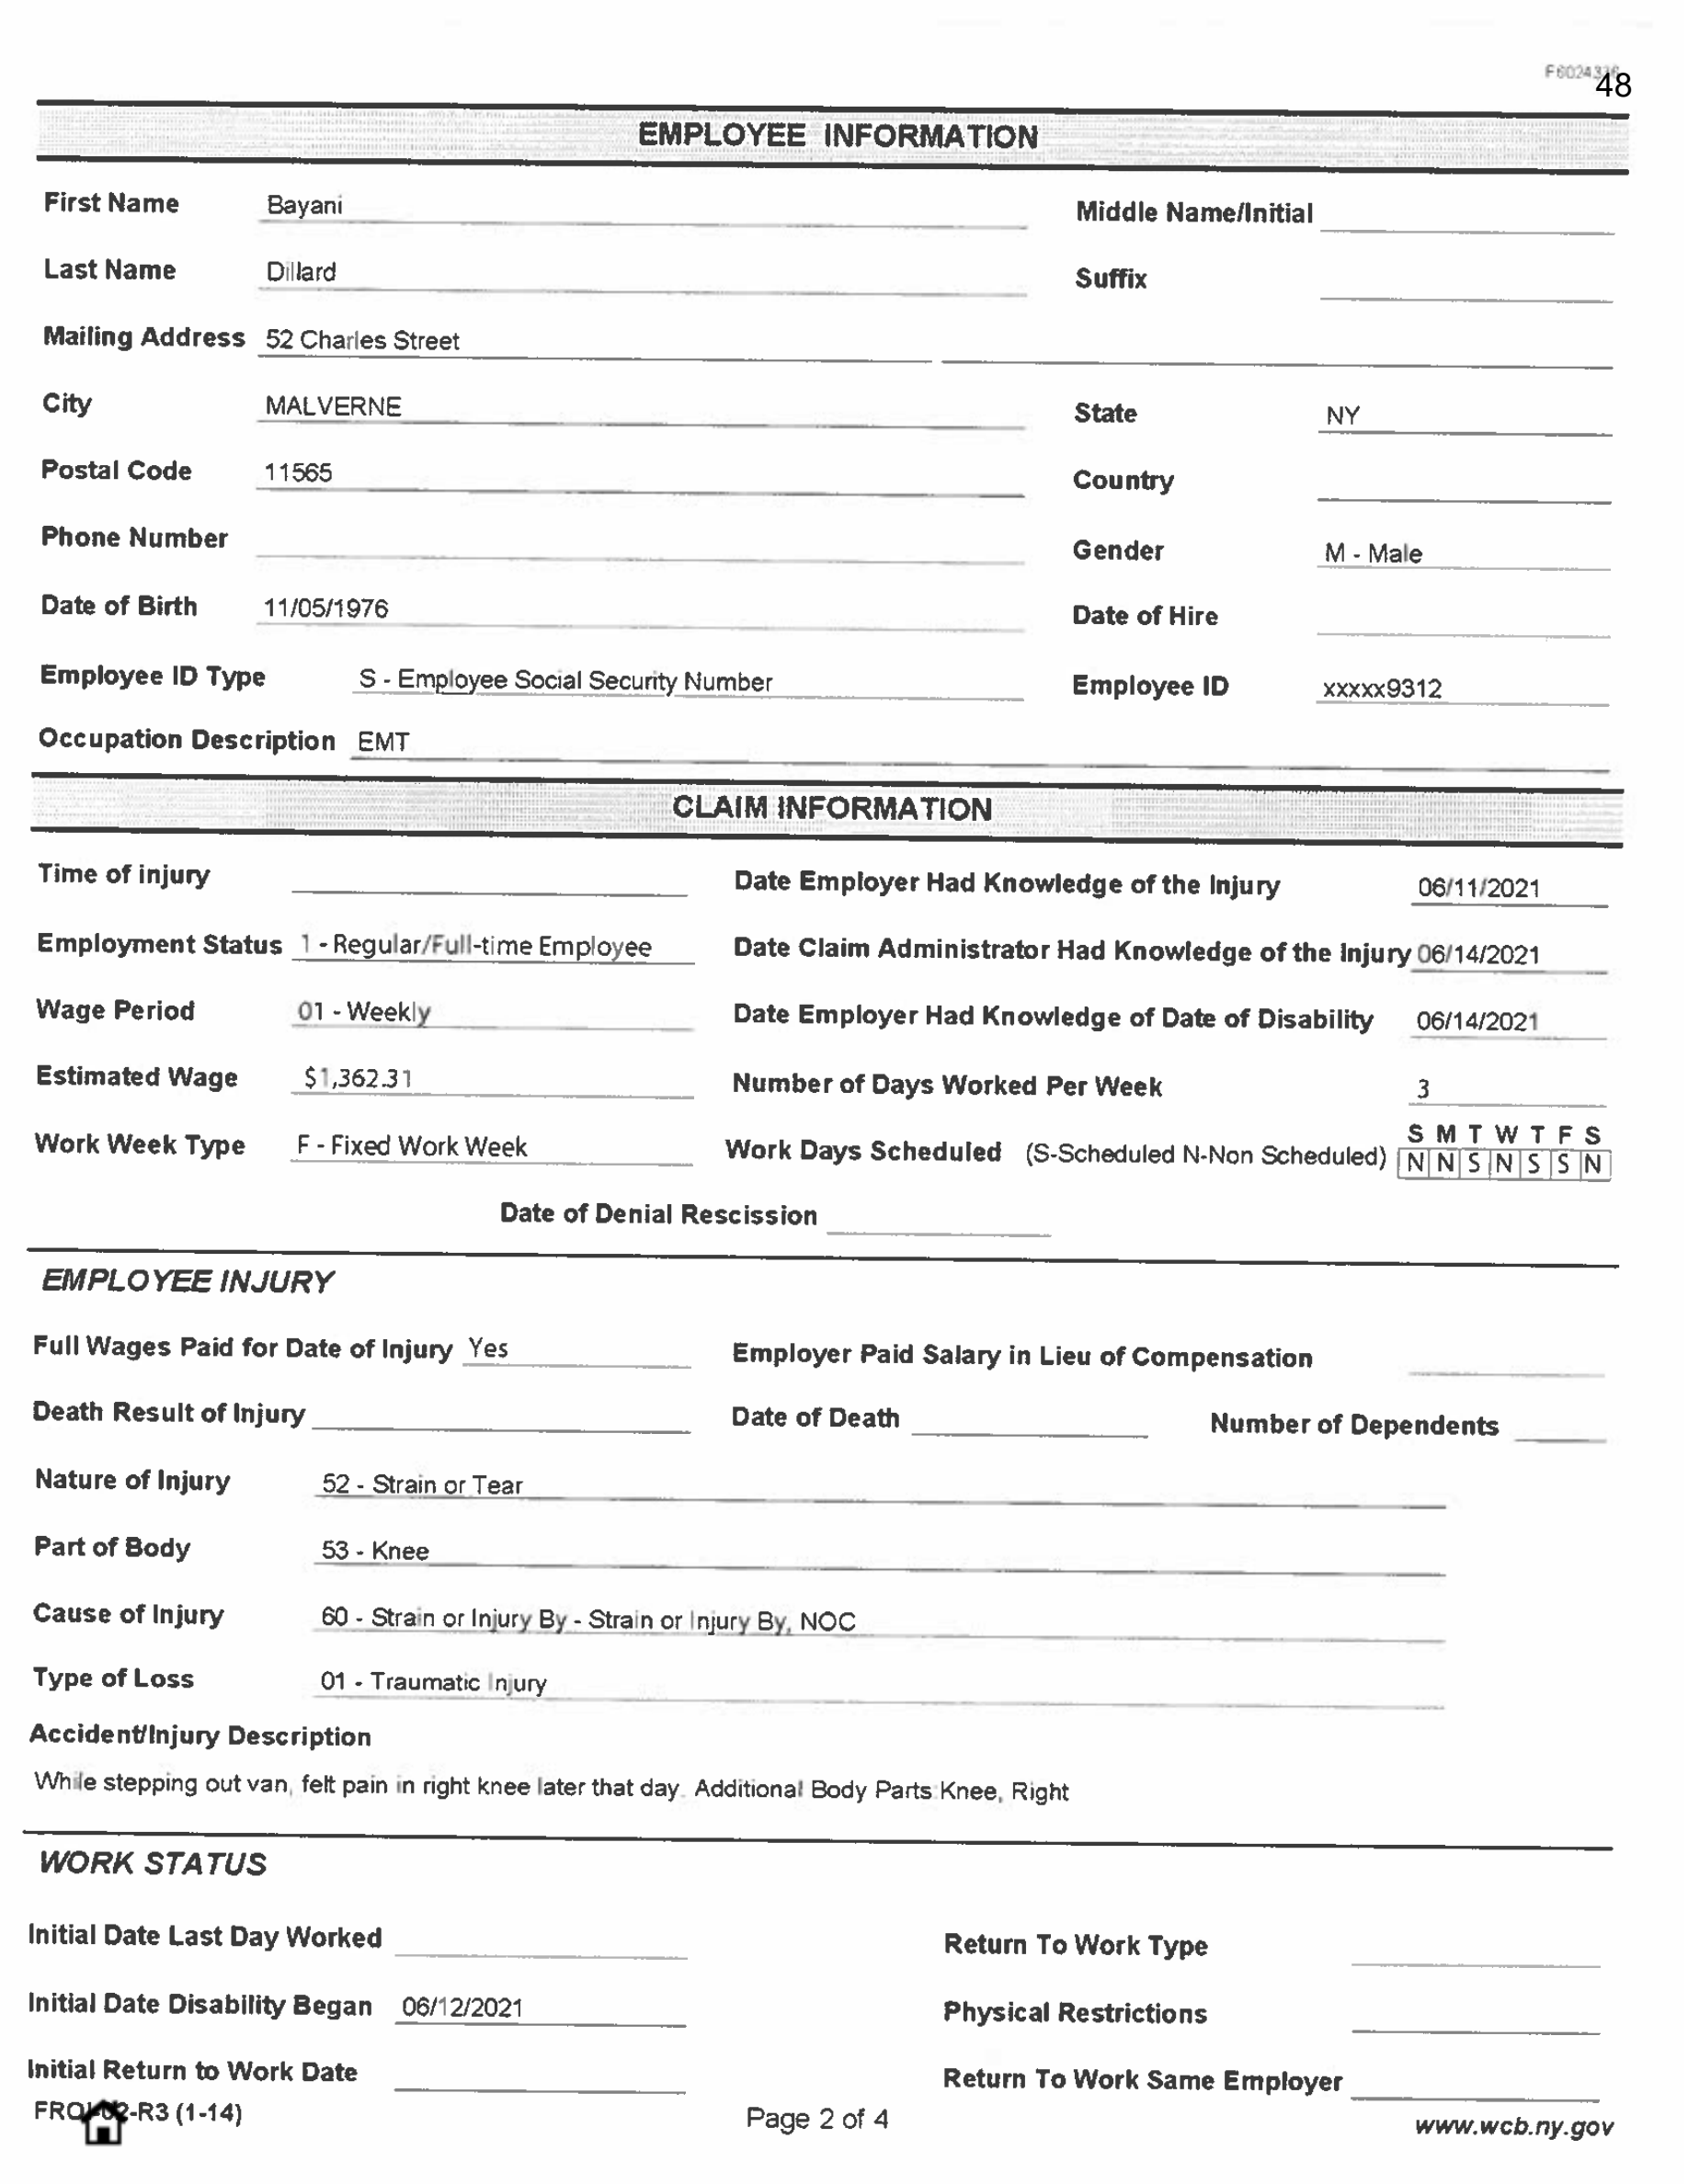 48
EMPLOYEE INFORMATION
First Name Bayani Middle Name/Initial
Last Name Dillard Suffix
Mailing Address 52 Charles Street
City MALVERNE State NY
Postal Code 11565 Country
Phone Number Gender M - Male
Date of Birth 11/05/1976 Date of Hire
Employee ID Type S - Employee Social Security Number Employee ID xxxxx9312
Occupation Description EMT
CLAIM INFORMATION
Time of injury Date Employer Had Knowledge of the Injury 06/11/2021
Employment Status 1 - Regular/Full-time Employee Date Claim Administrator Had Knowledge of the Injury 06/14/2021
Wage Period 01 - Weekly Date Employer Had Knowledge of Date of Disability 06/14/2021
Estimated Wage $1,362.31 Number of Days Worked Per Week 3
S M T W T F S
Work Week Type F - Fixed Work Week Work Days Scheduled (S-Scheduled N-Non Scheduled) N N S N S S N
Date of Denial Rescission
EMPLOYEE INJURY
Full Wages Paid for Date of Injury Yes Employer Paid Salary in Lieu of Compensation
Death Result of Injury Date of Death Number of Dependents
Nature of Injury 52 - Strain or Tear
Part of Body 53 - Knee
Cause of Injury 60 - Strain or Injury By - Strain or Injury By, NOC
Type of Loss 01 - Traumatic Injury
Accident/Injury Description
While stepping out van, felt pain in right knee later that day. Additional Body Parts:Knee, Right
WORK STATUS
Initial Date Last Day Worked Return To Work Type
Initial Date Disability Began 06/12/2021 Physical Restrictions
Initial Return to Work Date Return To Work Same Employer
-R3 (1-14) Page 2 of 4 www.wcb.ny.gov